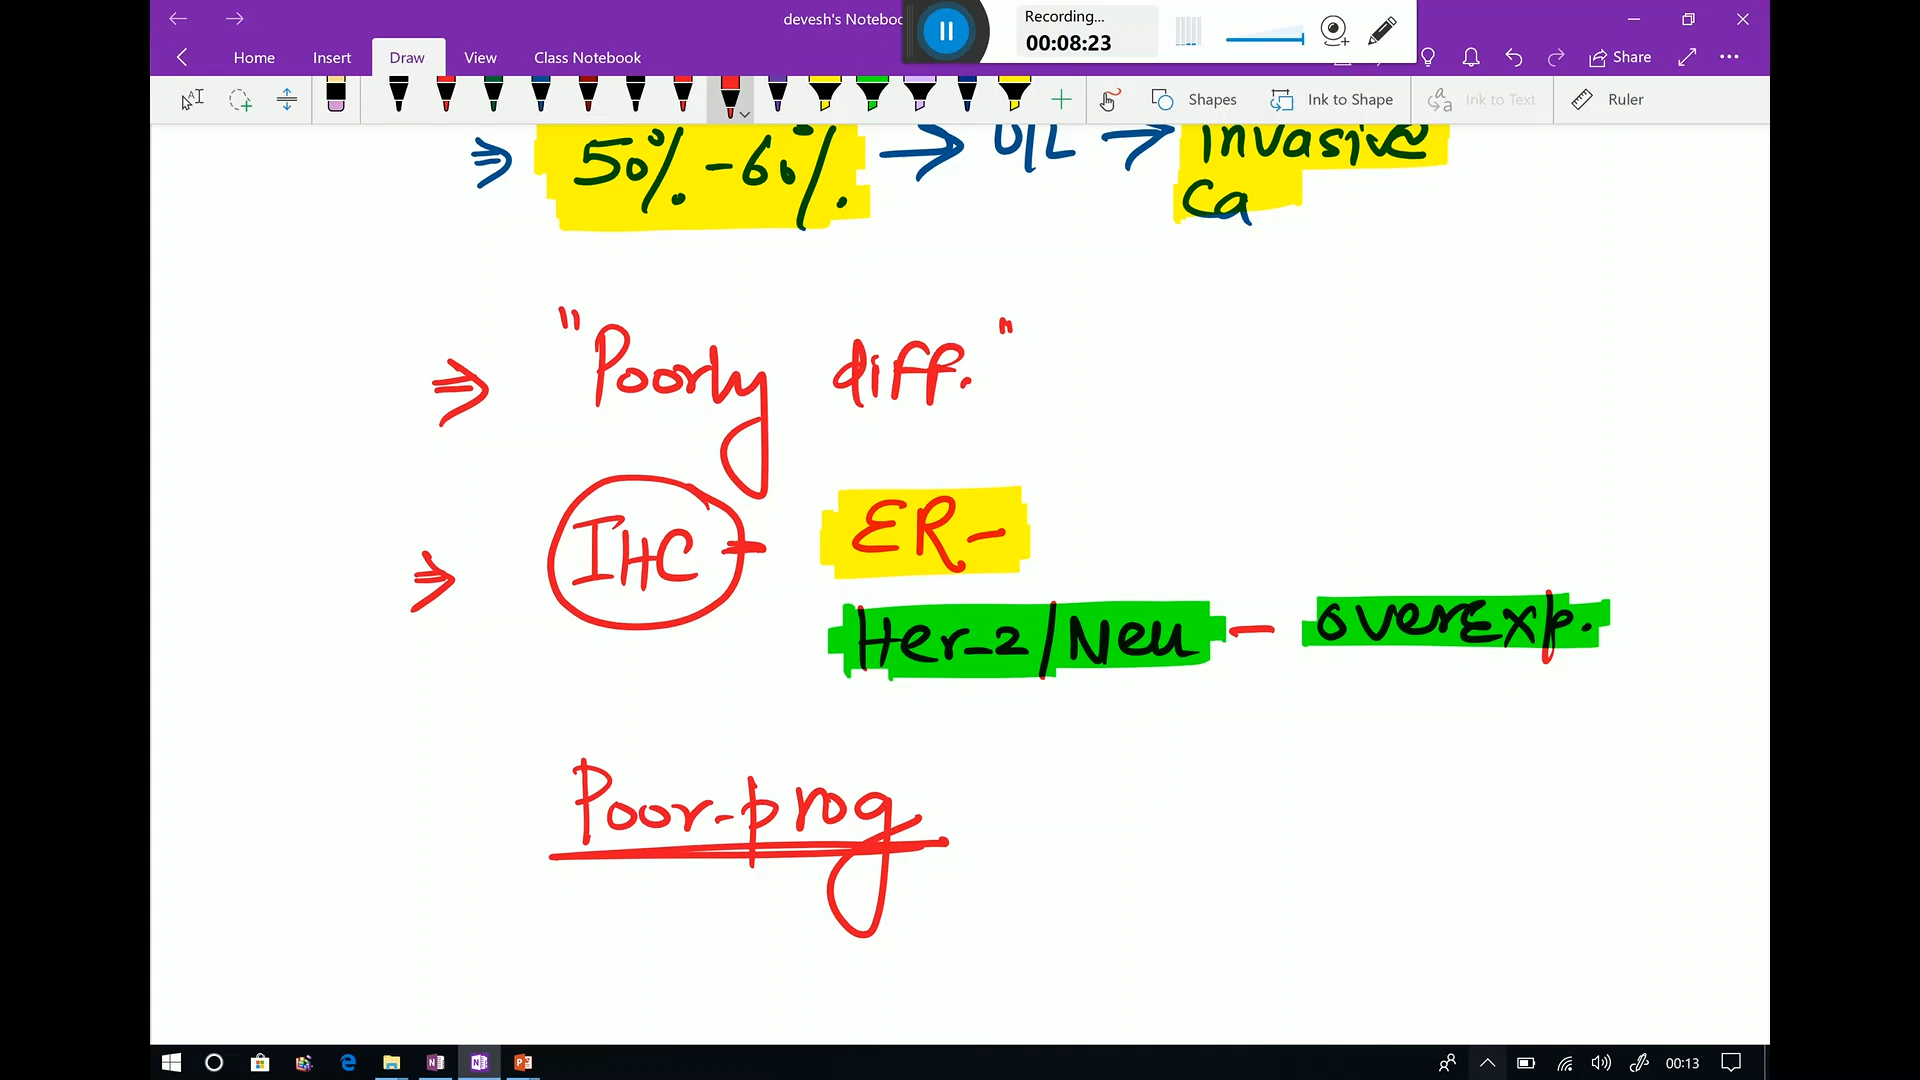 devesh's Noteboo
Recording...
00:08:23
Home Insert Draw View Class Notebook Share
Shapes Ink to Shape Ink to Text Ruler
⇒ 50% - 60% → U/L → Invasive
Ca
⇒ "Poorly diff."
⇒ IHC - ER-
Her-2/Neu - overExp.
Poor-prog
00:13